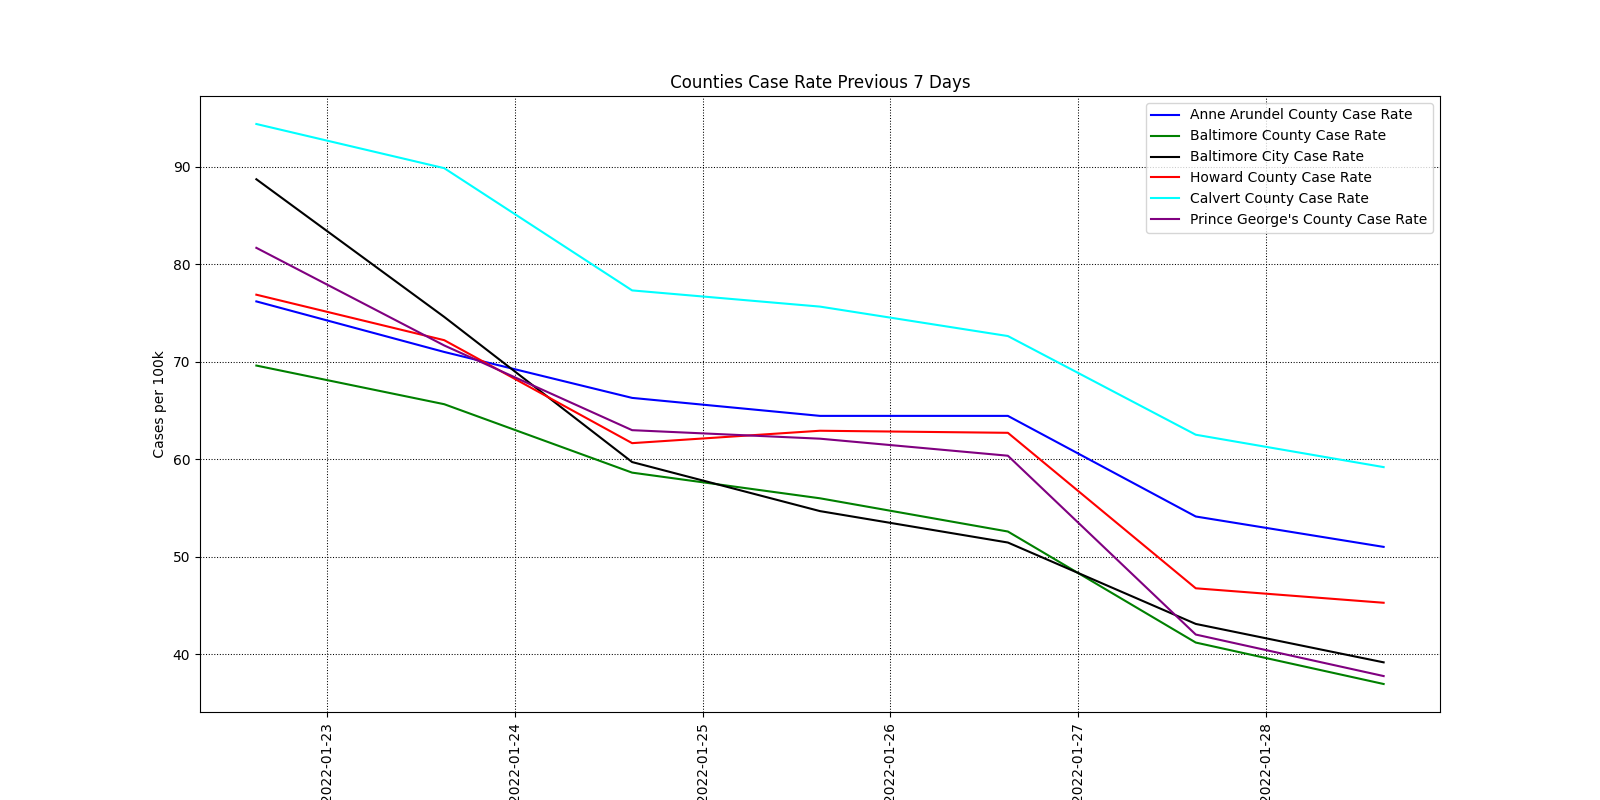 Counties Case Rate Previous 7 Days
Anne Arundel County Case Rate
Baltimore County Case Rate
Baltimore City Case Rate
Howard County Case Rate
Calvert County Case Rate
Prince George's County Case Rate
Cases per 100k
90
80
70
60
50
40
2022-01-23
2022-01-24
2022-01-25
2022-01-26
2022-01-27
2022-01-28